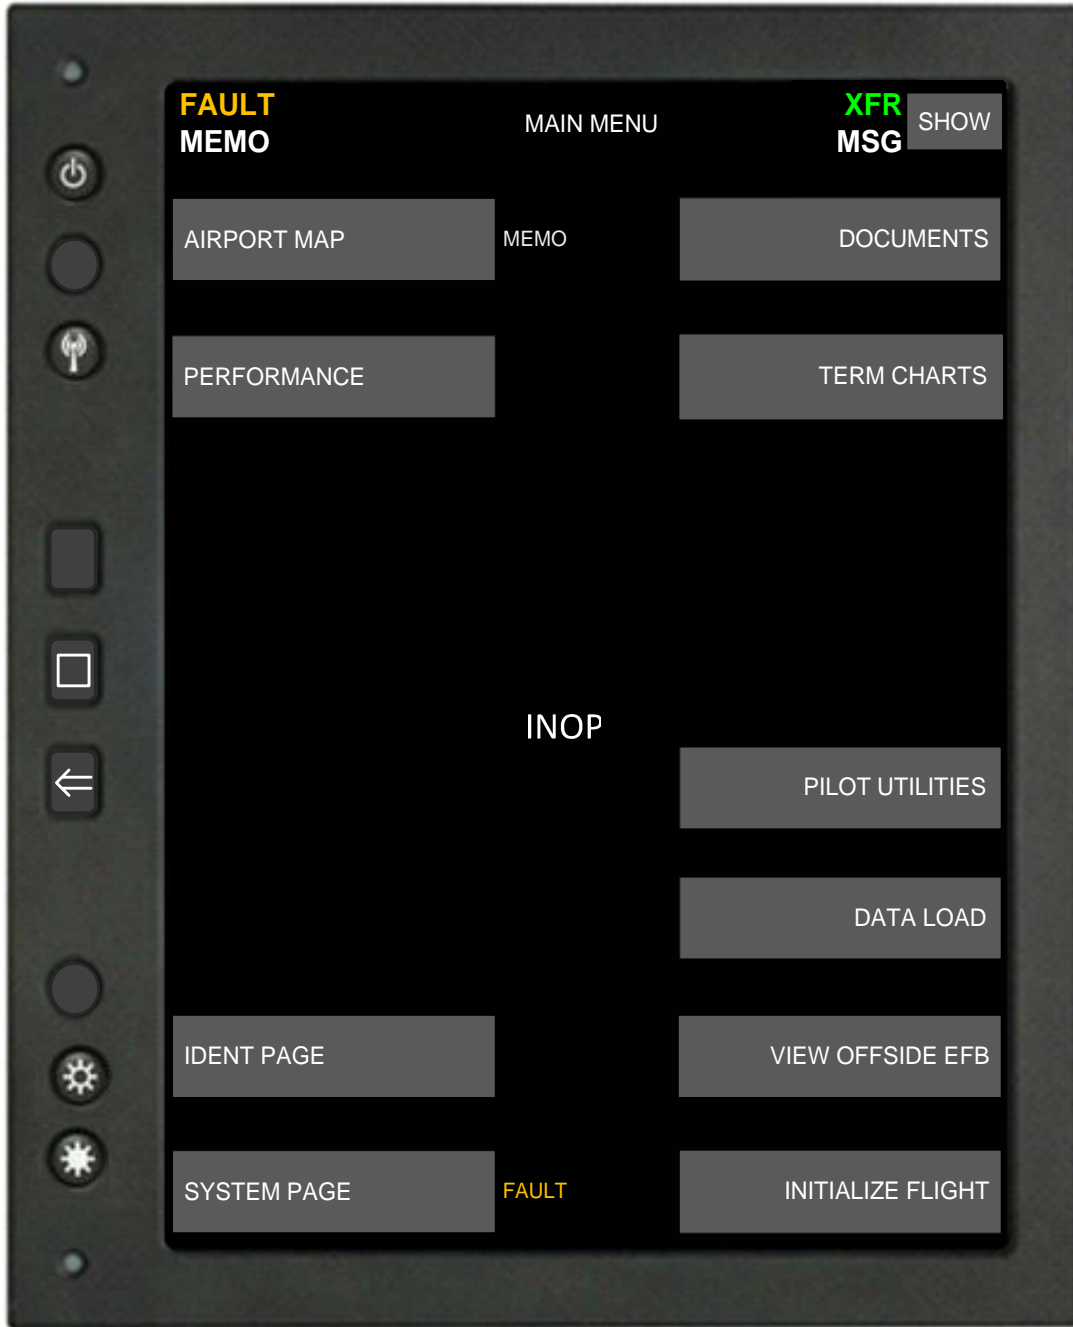 FAULT
MEMO
MAIN MENU
XFR
MSG
SHOW
AIRPORT MAP
MEMO
DOCUMENTS
PERFORMANCE
TERM CHARTS
INOP
PILOT UTILITIES
DATA LOAD
IDENT PAGE
VIEW OFFSIDE EFB
SYSTEM PAGE
FAULT
INITIALIZE FLIGHT